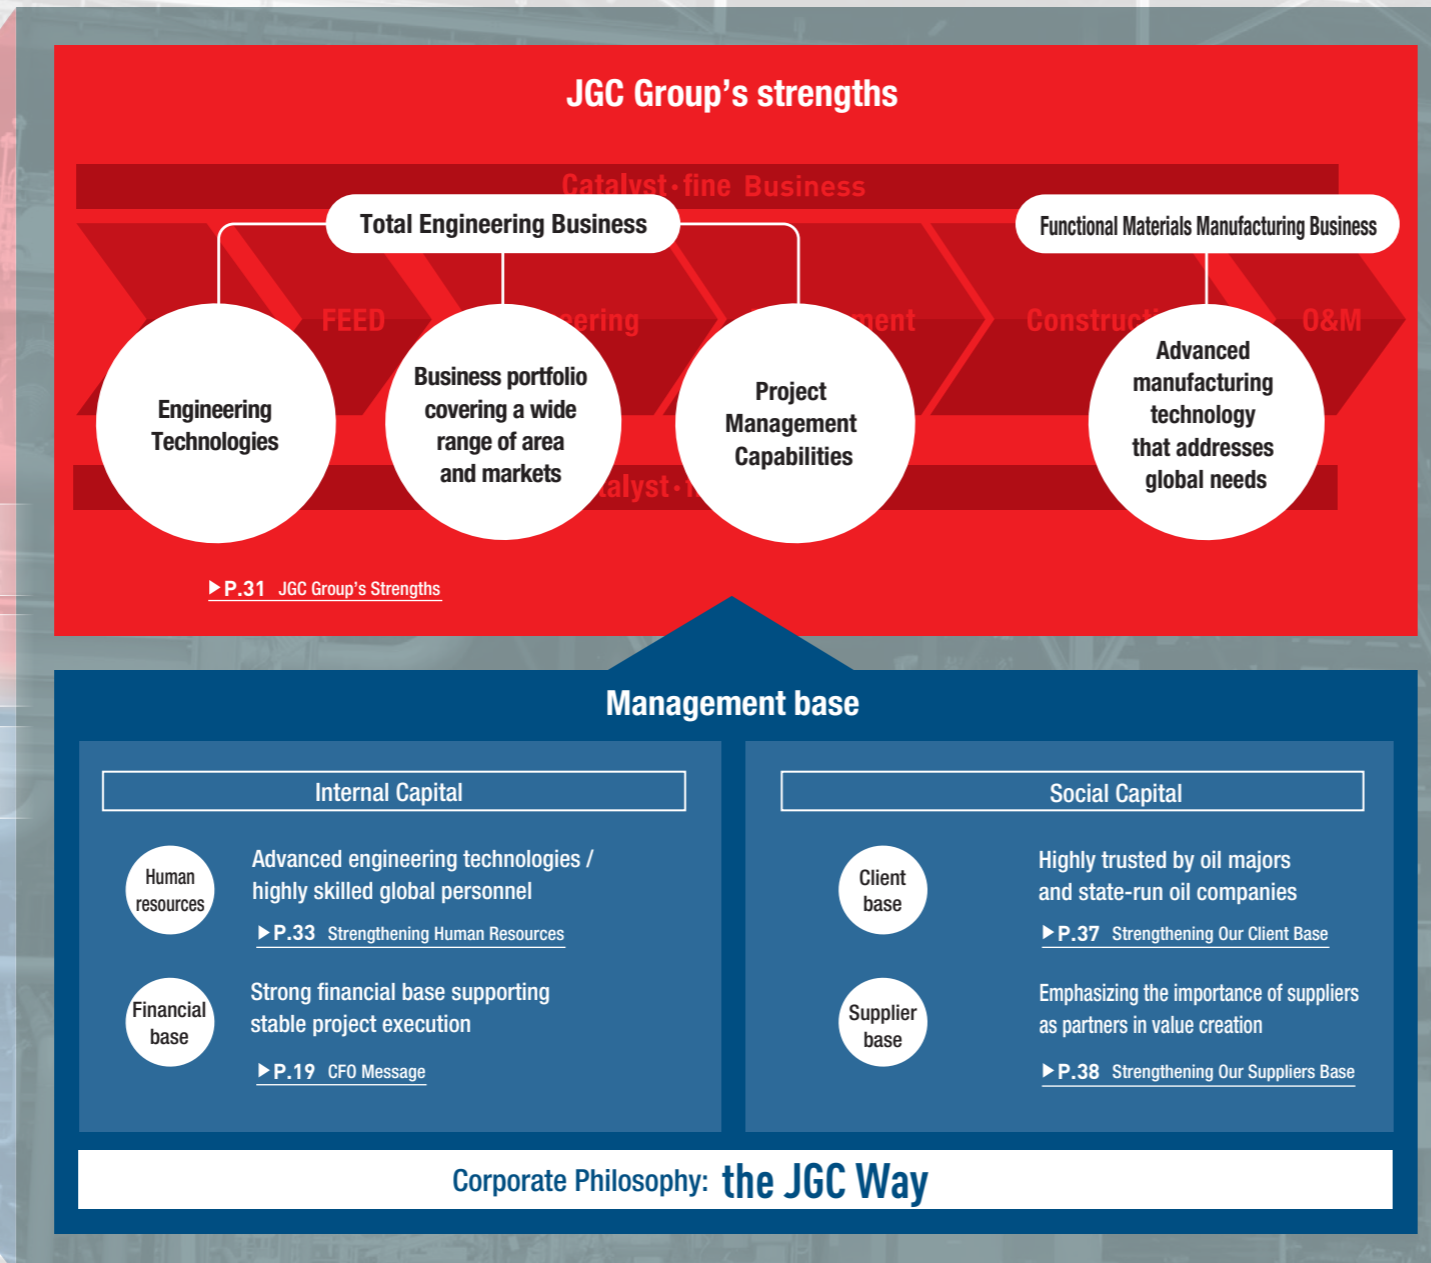 JGC Group's strengths
Catalyst・fine Business
Total Engineering Business
Functional Materials Manufacturing Business
FEED
O&M
Engineering
Technologies
Business portfolio
covering a wide
range of area
and markets
Project
Management
Capabilities
Advanced
manufacturing
technology
that addresses
global needs
▶P.31 JGC Group's Strengths
Management base
Internal Capital
Human
resources
Advanced engineering technologies /
highly skilled global personnel
▶P.33 Strengthening Human Resources
Financial
base
Strong financial base supporting
stable project execution
▶P.19 CFO Message
Social Capital
Client
base
Highly trusted by oil majors
and state-run oil companies
▶P.37 Strengthening Our Client Base
Supplier
base
Emphasizing the importance of suppliers
as partners in value creation
▶P.38 Strengthening Our Suppliers Base
Corporate Philosophy: the JGC Way